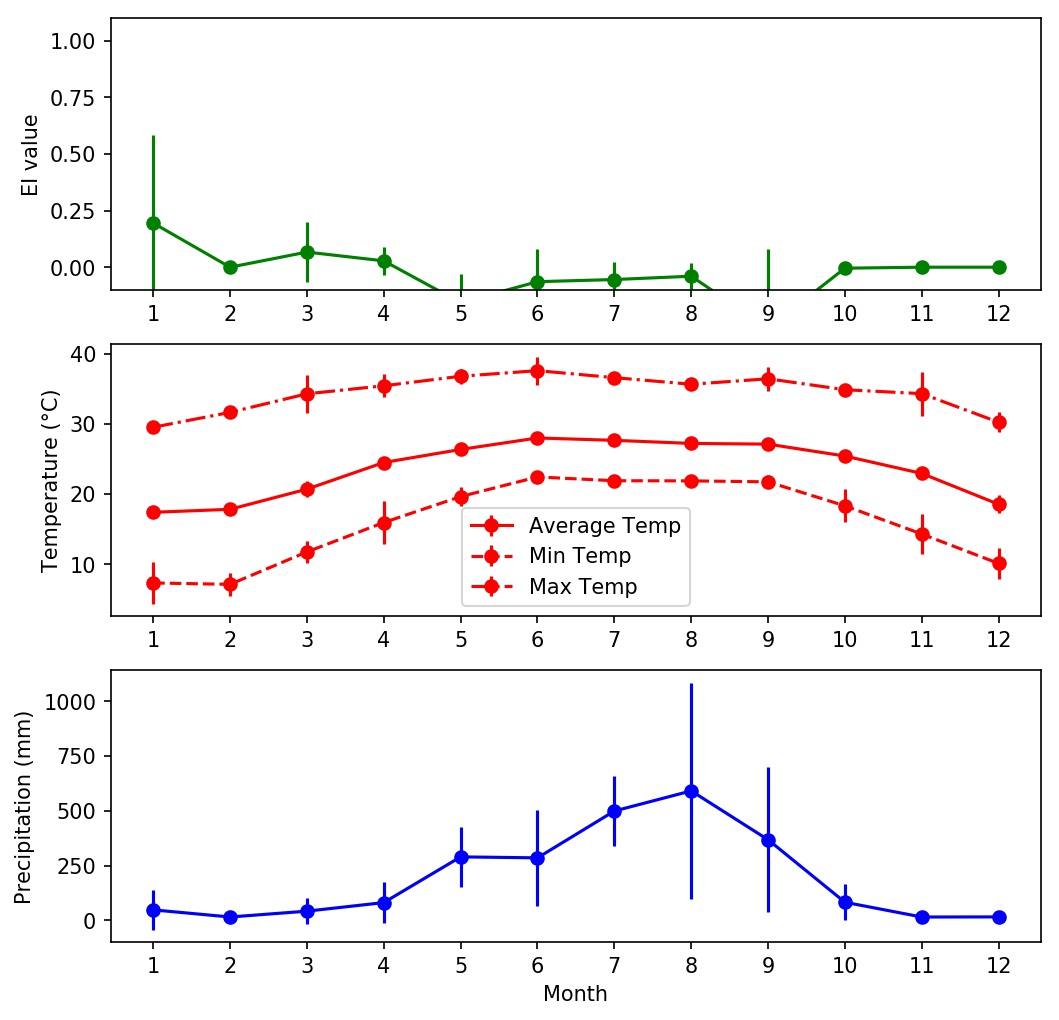 EI value
1.00
0.75
0.50
0.25
0.00
1 2 3 4 5 6 7 8 9 10 11 12
Temperature (°C)
40
30
20
10
Average Temp
Min Temp
Max Temp
1 2 3 4 5 6 7 8 9 10 11 12
Precipitation (mm)
1000
750
500
250
0
1 2 3 4 5 6 7 8 9 10 11 12
Month